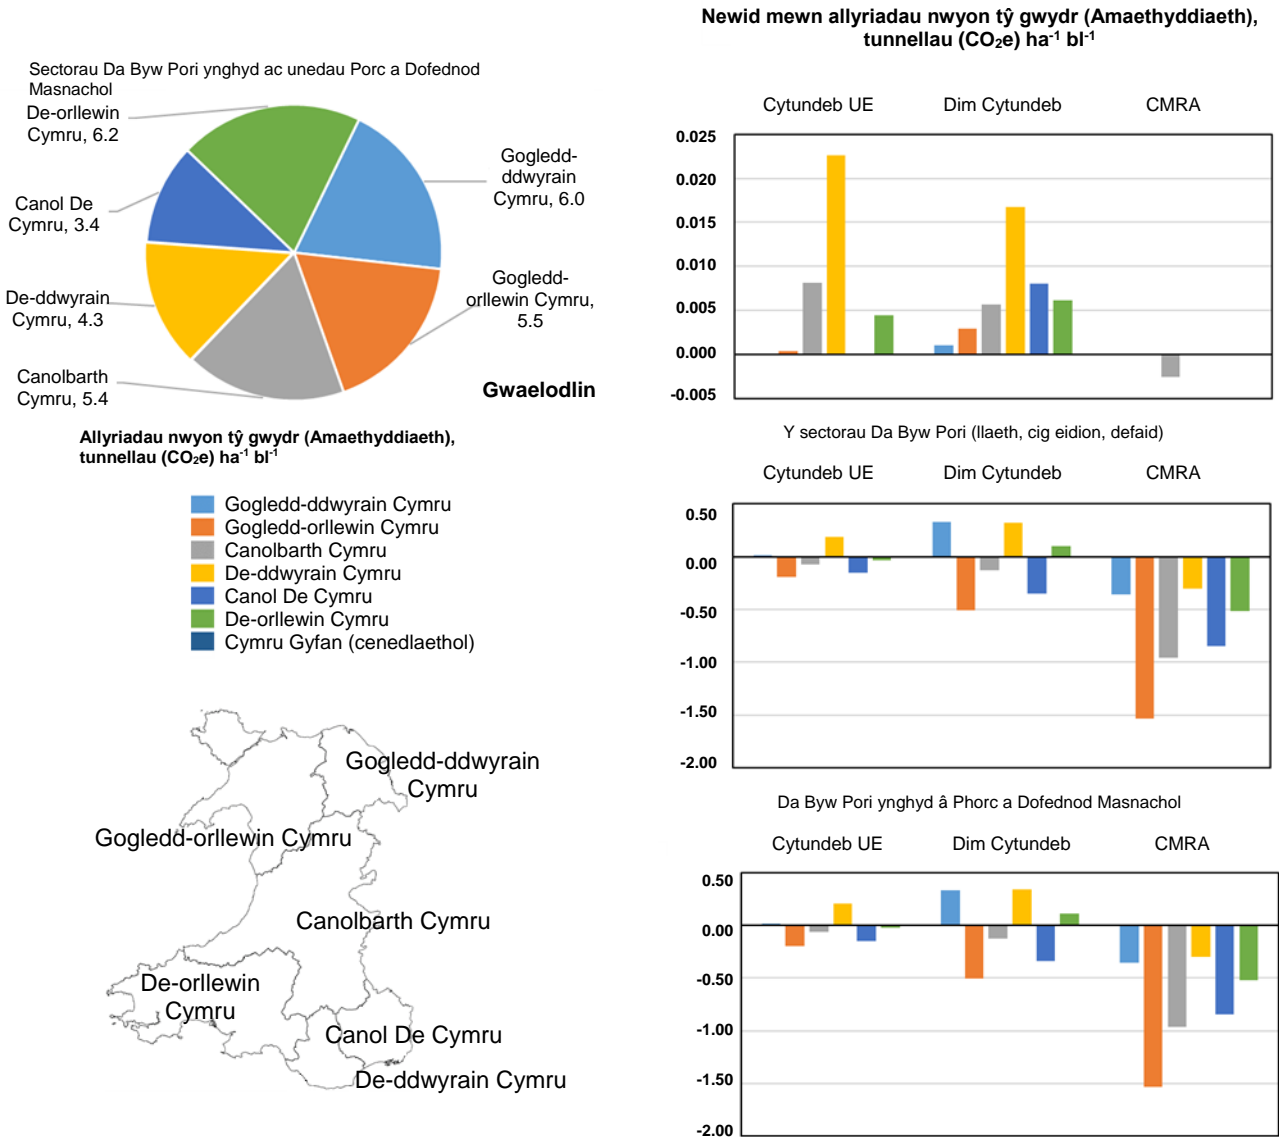 Sectorau Da Byw Pori ynghyd ac unedau Porc a Dofednod
Masnachol
De-orllewin
Cymru, 6.2
Gogledd-
ddwyrain
Cymru, 6.0
Canol De
Cymru, 3.4
Gogledd-
orllewin Cymru,
5.5
De-ddwyrain
Cymru, 4.3
Canolbarth
Cymru, 5.4
Gwaelodlin
Allyriadau nwyon tŷ gwydr (Amaethyddiaeth),
tunnellau (CO₂e) ha⁻¹ bl⁻¹
Gogledd-ddwyrain Cymru
Gogledd-orllewin Cymru
Canolbarth Cymru
De-ddwyrain Cymru
Canol De Cymru
De-orllewin Cymru
Cymru Gyfan (cenedlaethol)
Gogledd-ddwyrain
Cymru
Gogledd-orllewin Cymru
Canolbarth Cymru
De-orllewin
Cymru
Canol De Cymru
De-ddwyrain Cymru
Newid mewn allyriadau nwyon tŷ gwydr (Amaethyddiaeth),
tunnellau (CO₂e) ha⁻¹ bl⁻¹
Cytundeb UE Dim Cytundeb CMRA
0.025
0.020
0.015
0.010
0.005
0.000
-0.005
Y sectorau Da Byw Pori (llaeth, cig eidion, defaid)
Cytundeb UE Dim Cytundeb CMRA
0.50
0.00
-0.50
-1.00
-1.50
-2.00
Da Byw Pori ynghyd â Phorc a Dofednod Masnachol
Cytundeb UE Dim Cytundeb CMRA
0.50
0.00
-0.50
-1.00
-1.50
-2.00